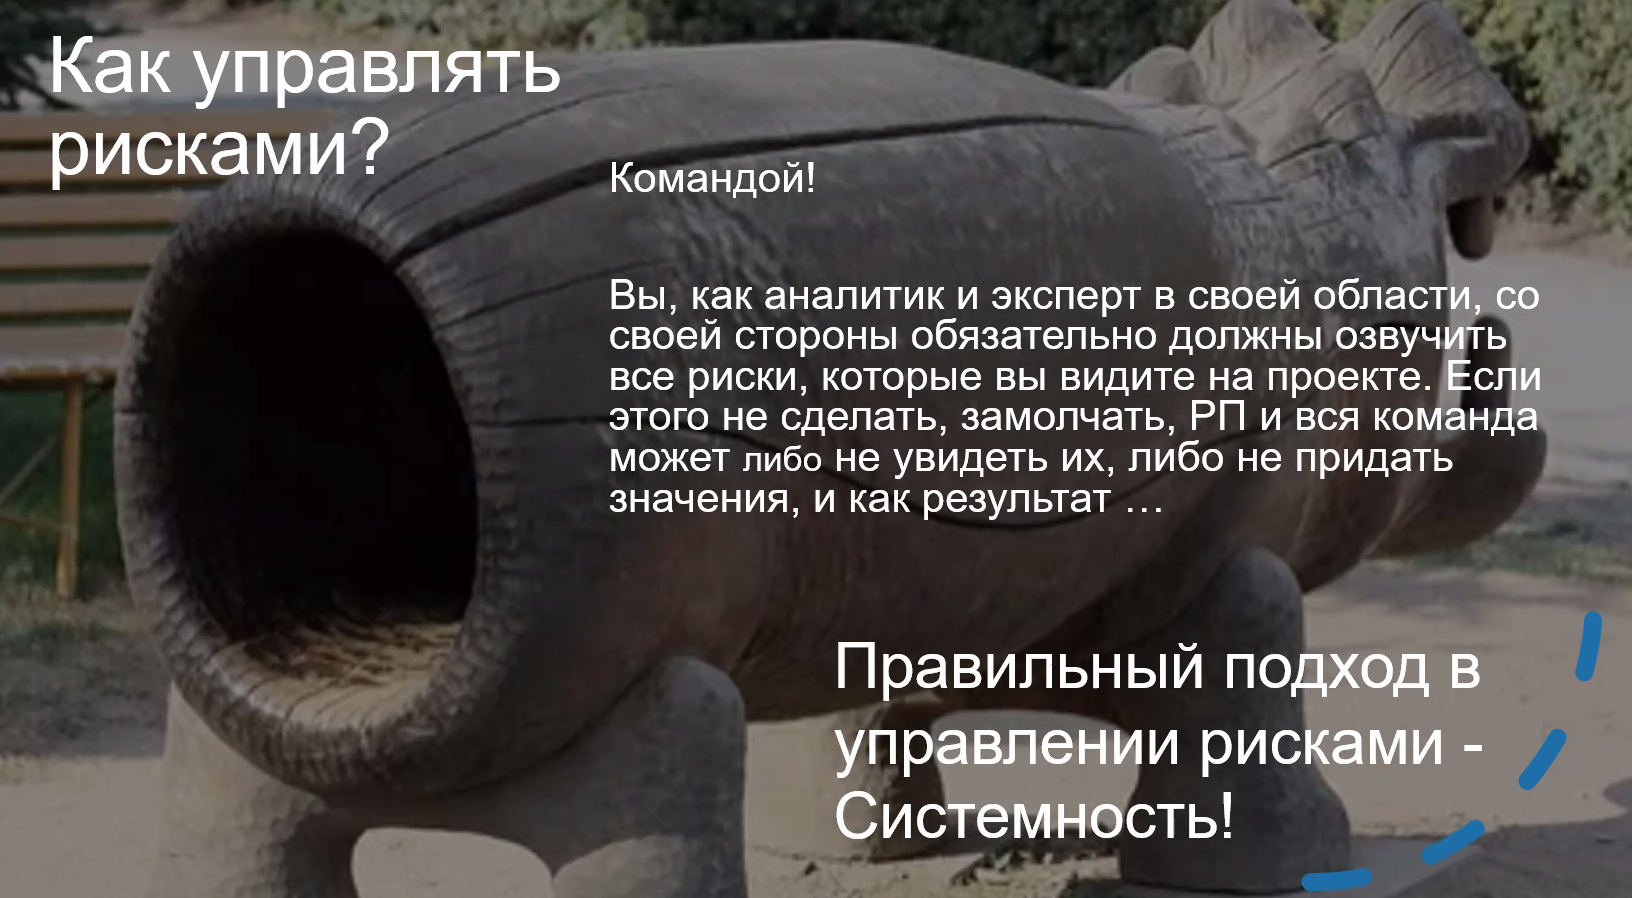 Как управлять
рисками?
Командой!
Вы, как аналитик и эксперт в своей области, со
своей стороны обязательно должны озвучить
все риски, которые вы видите на проекте. Если
этого не сделать, замолчать, РП и вся команда
может либо не увидеть их, либо не придать
значения, и как результат …
Правильный подход в
управлении рисками -
Системность!